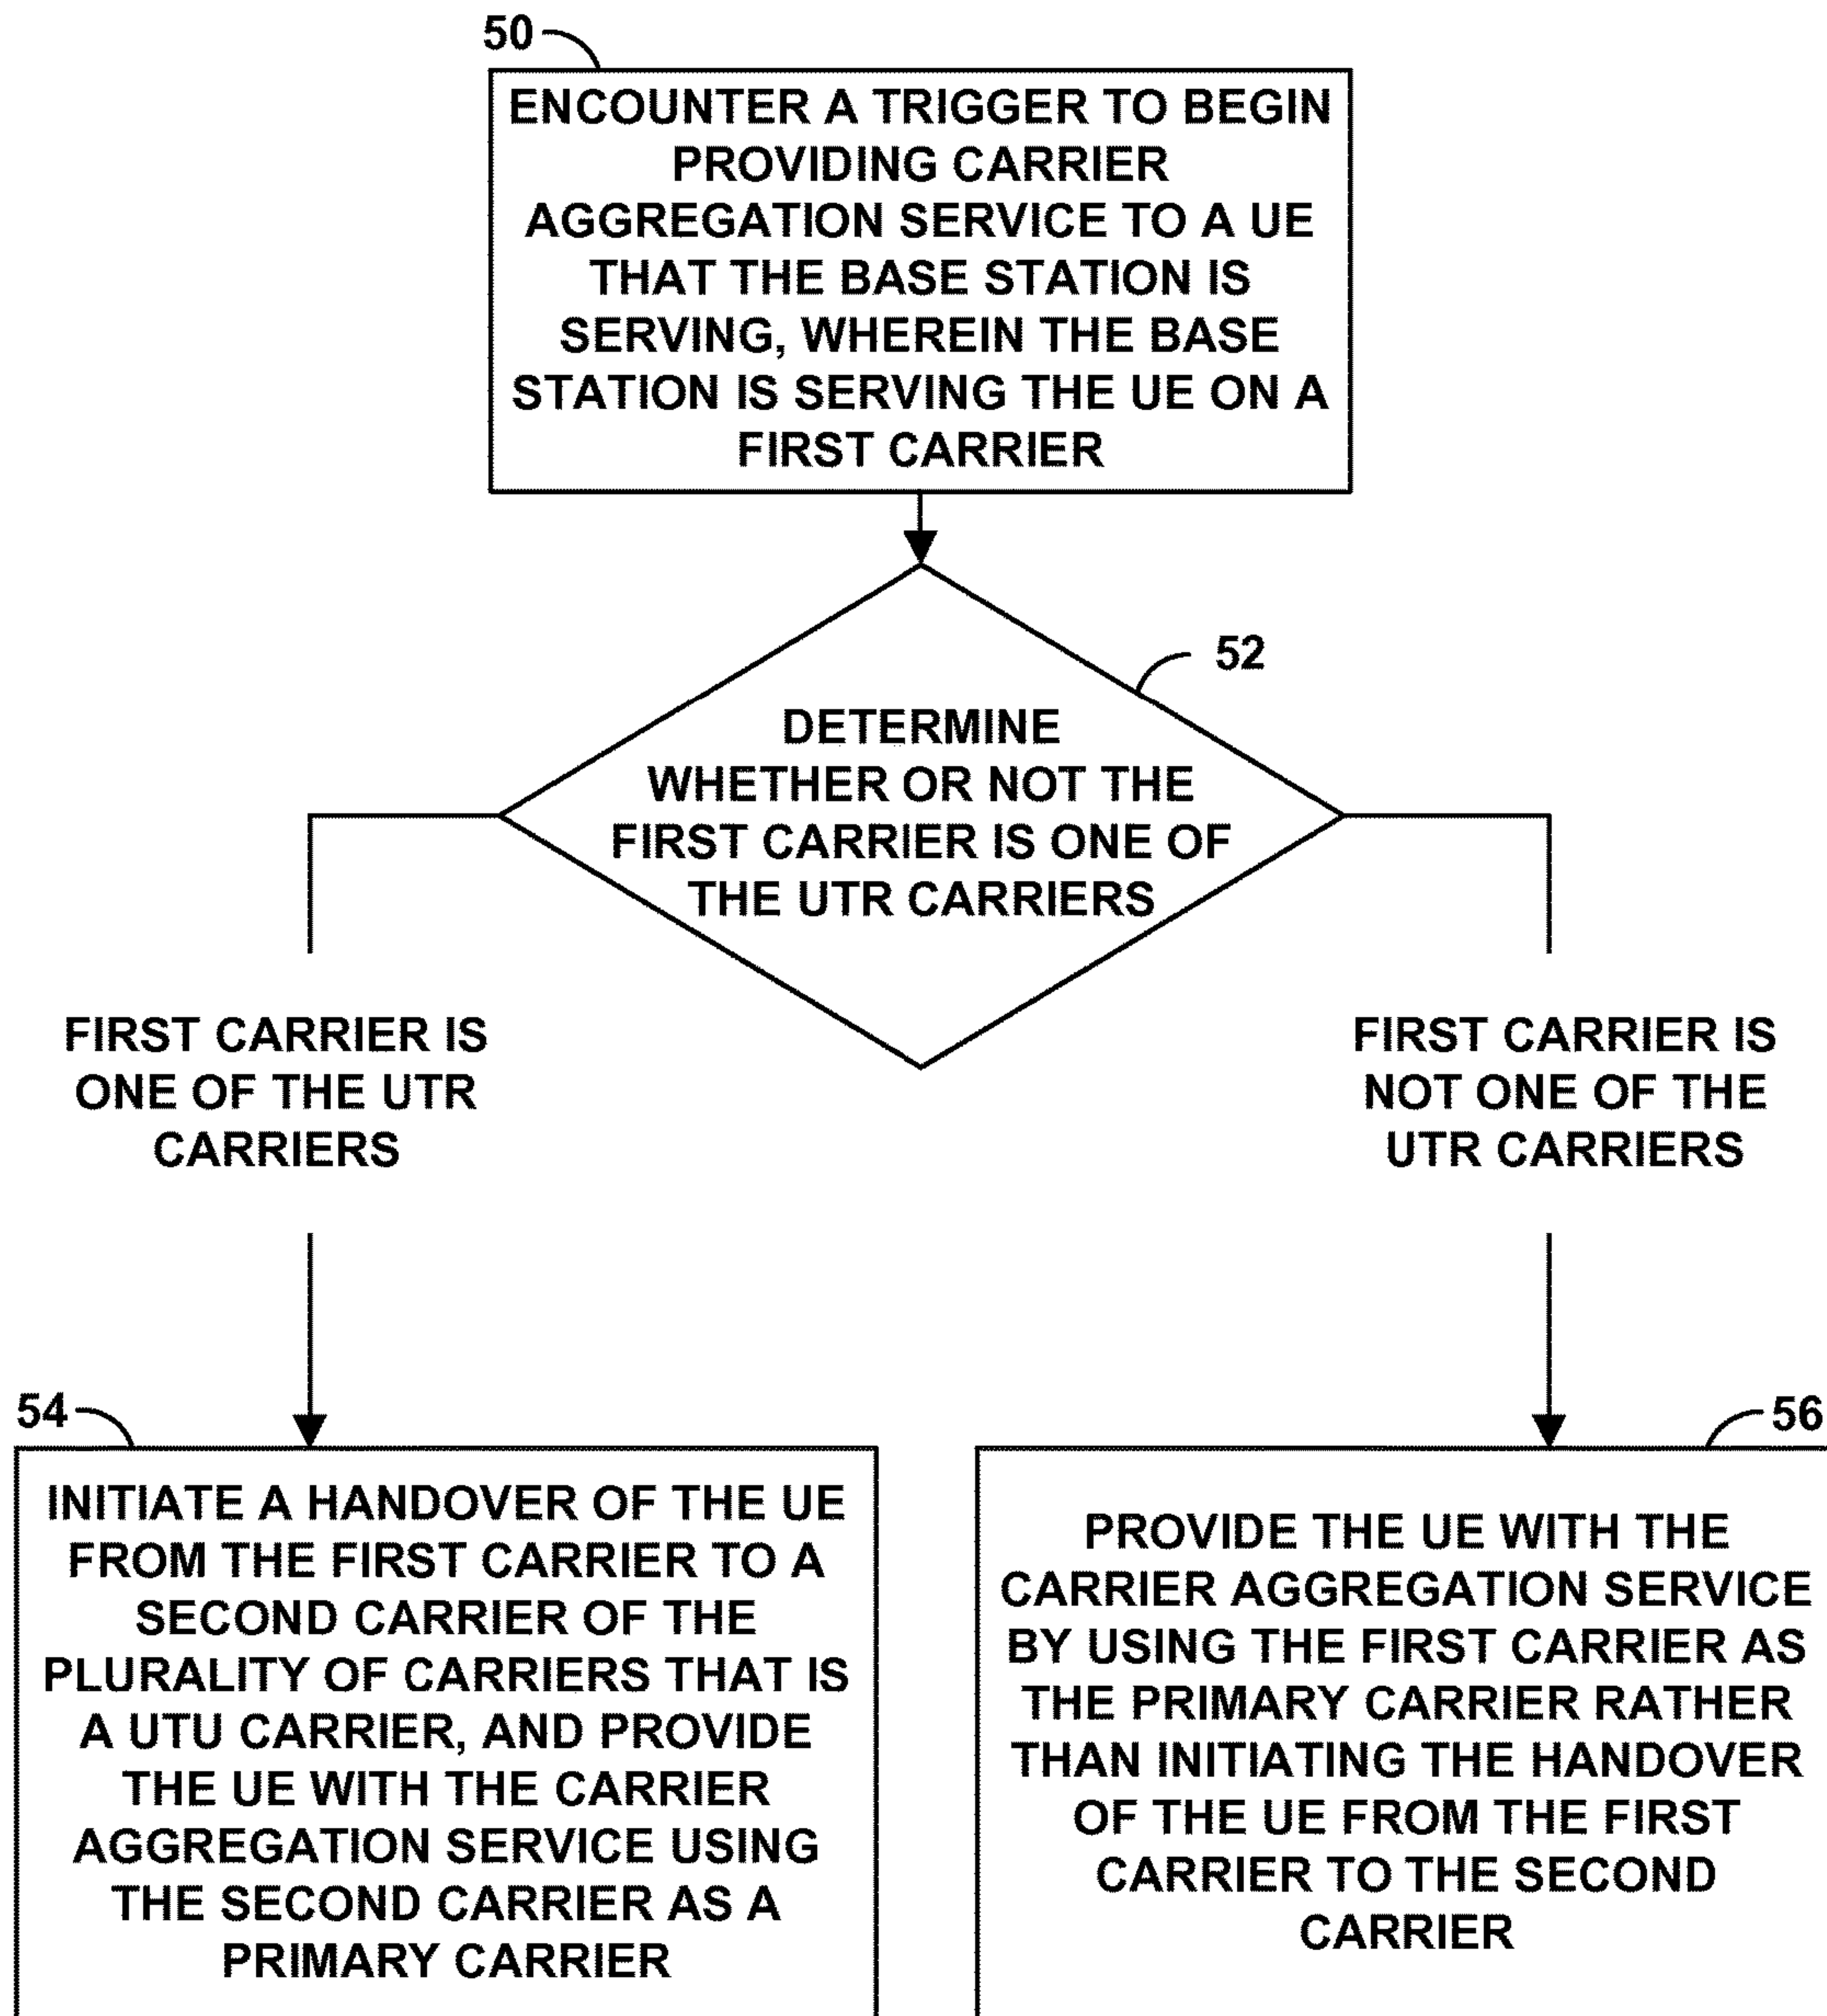 50
ENCOUNTER A TRIGGER TO BEGIN
PROVIDING CARRIER
AGGREGATION SERVICE TO A UE
THAT THE BASE STATION IS
SERVING, WHEREIN THE BASE
STATION IS SERVING THE UE ON A
FIRST CARRIER
52
DETERMINE
WHETHER OR NOT THE
FIRST CARRIER IS ONE OF
THE UTR CARRIERS
FIRST CARRIER IS
ONE OF THE UTR
CARRIERS
FIRST CARRIER IS
NOT ONE OF THE
UTR CARRIERS
54
INITIATE A HANDOVER OF THE UE
FROM THE FIRST CARRIER TO A
SECOND CARRIER OF THE
PLURALITY OF CARRIERS THAT IS
A UTU CARRIER, AND PROVIDE
THE UE WITH THE CARRIER
AGGREGATION SERVICE USING
THE SECOND CARRIER AS A
PRIMARY CARRIER
56
PROVIDE THE UE WITH THE
CARRIER AGGREGATION SERVICE
BY USING THE FIRST CARRIER AS
THE PRIMARY CARRIER RATHER
THAN INITIATING THE HANDOVER
OF THE UE FROM THE FIRST
CARRIER TO THE SECOND
CARRIER